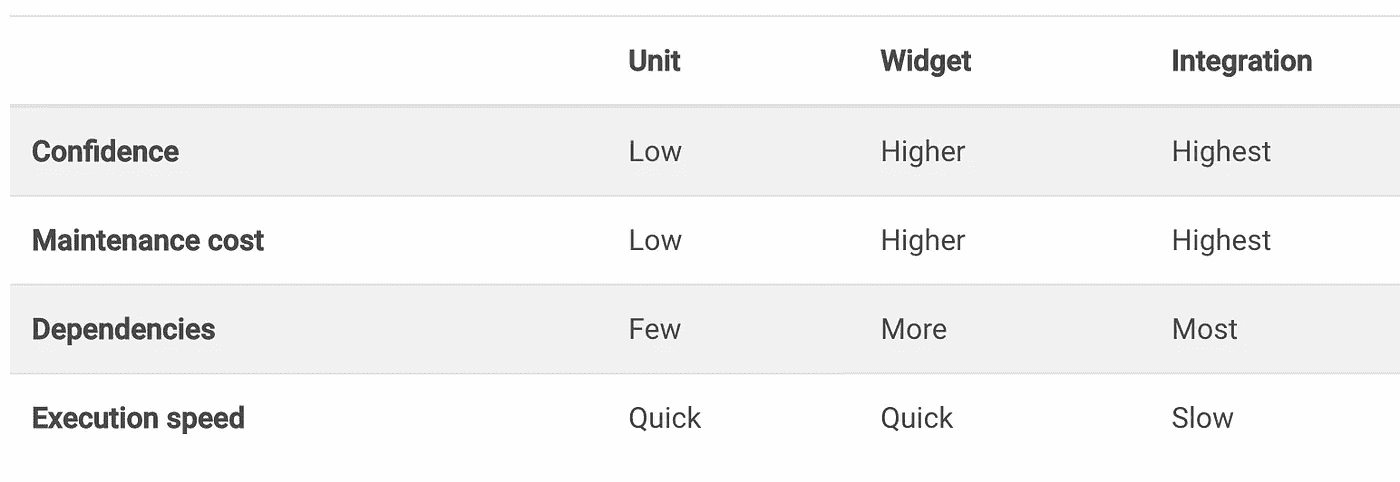 Unit Widget Integration
Confidence Low Higher Highest
Maintenance cost Low Higher Highest
Dependencies Few More Most
Execution speed Quick Quick Slow